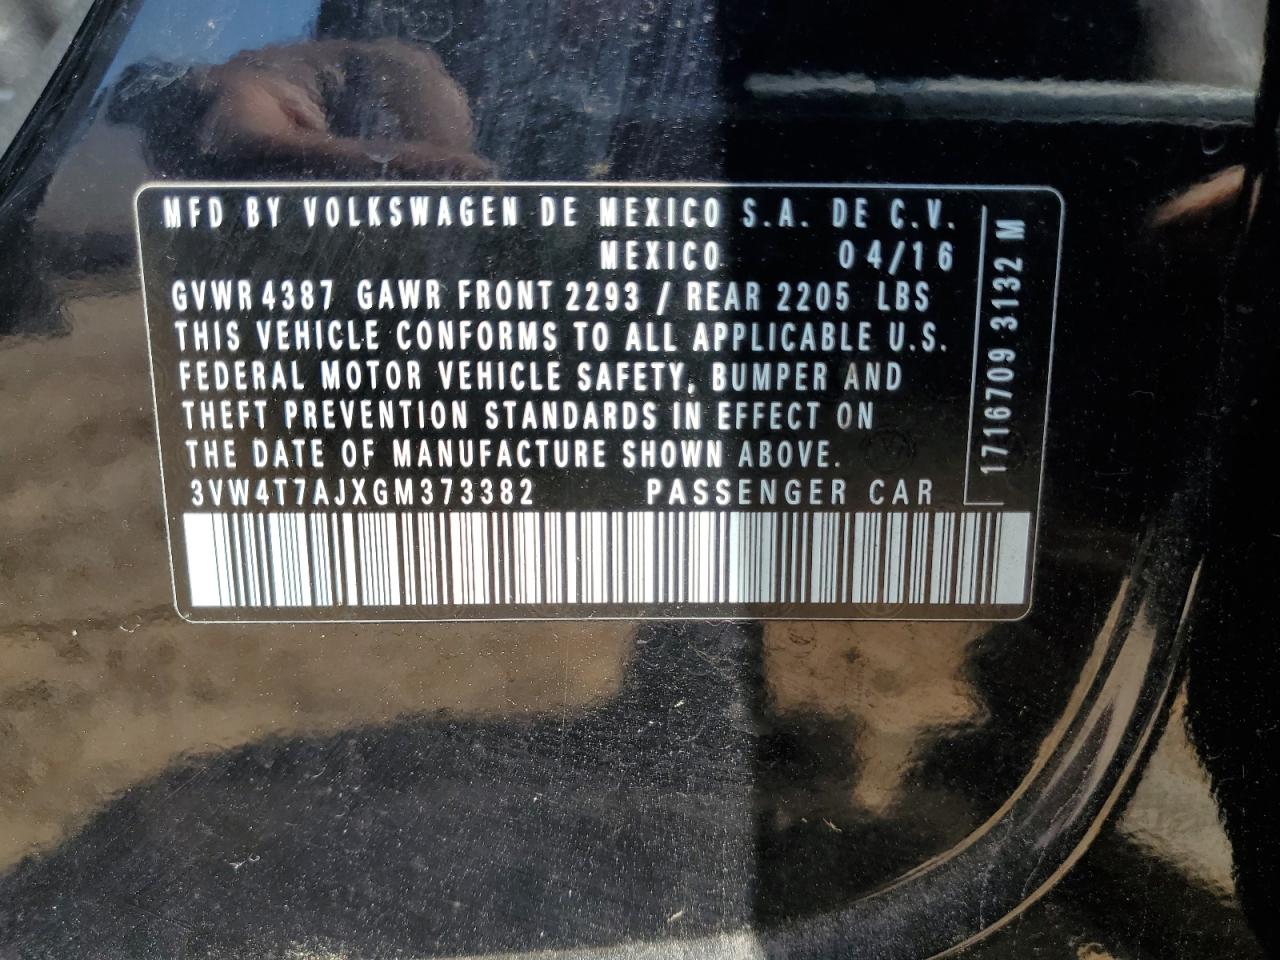 MFD BY VOLKSWAGEN DE MEXICO S.A. DE C.V.
MEXICO 04/16
GVWR 4387 GAWR FRONT 2293 / REAR 2205 LBS
THIS VEHICLE CONFORMS TO ALL APPLICABLE U.S.
FEDERAL MOTOR VEHICLE SAFETY, BUMPER AND
THEFT PREVENTION STANDARDS IN EFFECT ON
THE DATE OF MANUFACTURE SHOWN ABOVE.
3VW4T7AJXGM373382 PASSENGER CAR
1716709 3132 M